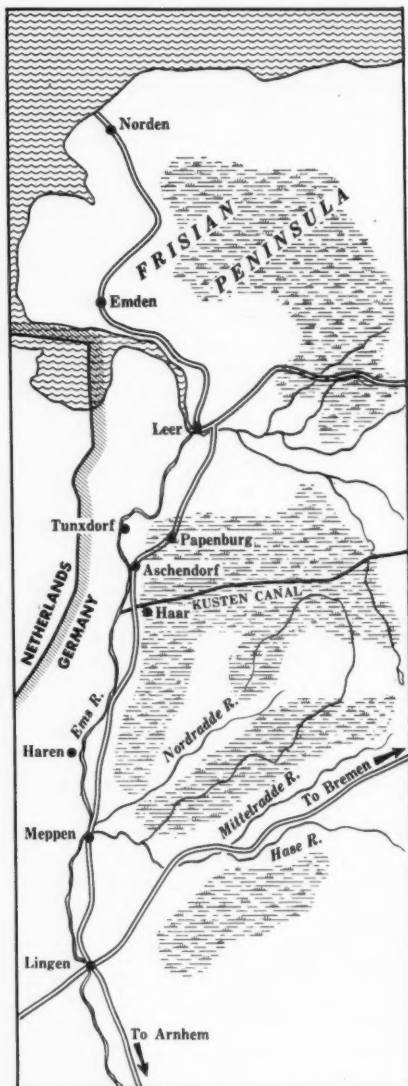 Norden
FRISIAN
PENINSULA
Emden
Leer
Tunxdorf
Papenburg
Aschendorf
NETHERLANDS
GERMANY
KUSTEN CANAL
Haar
Ems R.
Nordradde R.
Haren
Mittelradde R.
To Bremen
Meppen
Hase R.
Lingen
To Arnhem